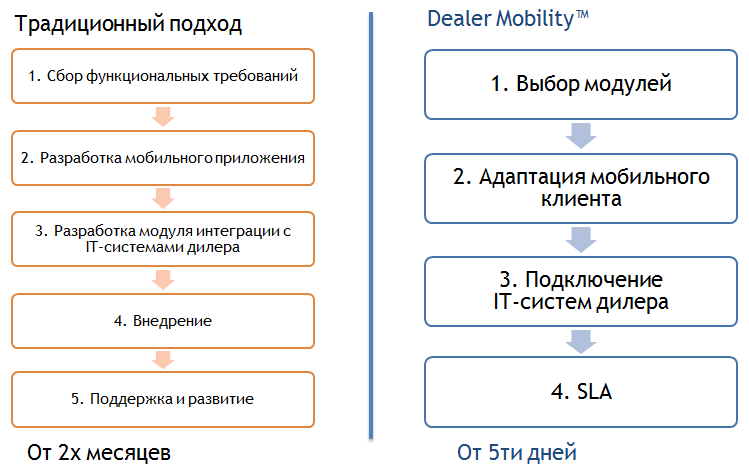 Традиционный подход
1. Сбор функциональных требований
2. Разработка мобильного приложения
3. Разработка модуля интеграции с
IT-системами дилера
4. Внедрение
5. Поддержка и развитие
От 2х месяцев
Dealer Mobility™
1. Выбор модулей
2. Адаптация мобильного
клиента
3. Подключение
IT-систем дилера
4. SLA
От 5ти дней